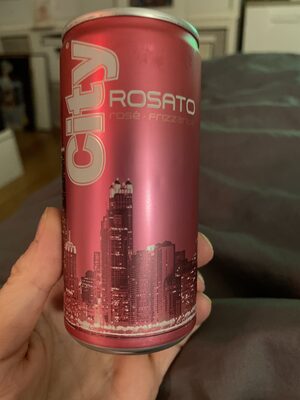 city
ROSATO
rosé - Frizzante